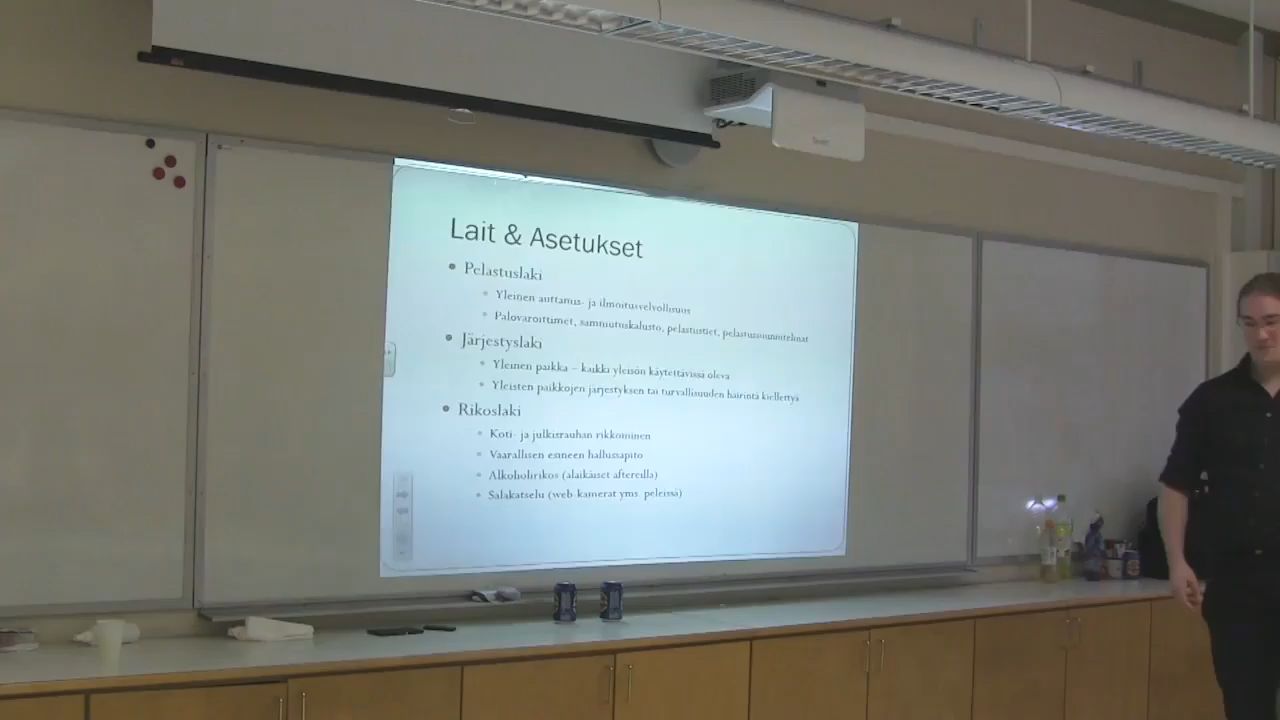 Lait & Asetukset
• Pelastuslaki
• Yleinen auttamis- ja ilmoitusvelvollisuus
• Palovaroittimet, sammutuskalusto, pelastustiet, pelastussuunnitelmat
• Järjestyslaki
• Yleinen paikka – kaikki yleisön käytettävissä oleva
• Yleisten paikkojen järjestyksen tai turvallisuuden häirintä kiellettyä
• Rikoslaki
• Koti- ja julkisrauhan rikkominen
• Vaarallisen esineen hallussapito
• Alkoholirikos (alaikäiset aftereilla)
• Salakatselu (web-kamerat yms. peleissä)